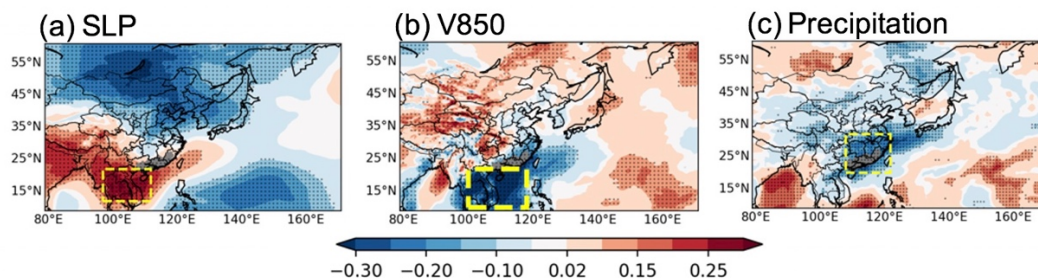 (a) SLP (b) V850 (c) Precipitation
55°N 55°N 55°N
45°N 45°N 45°N
35°N 35°N 35°N
25°N 25°N 25°N
15°N 15°N 15°N
80°E 100°E 120°E 140°E 160°E 80°E 100°E 120°E 140°E 160°E 80°E 100°E 120°E 140°E 160°E
-0.30 -0.20 -0.10 0.02 0.15 0.25